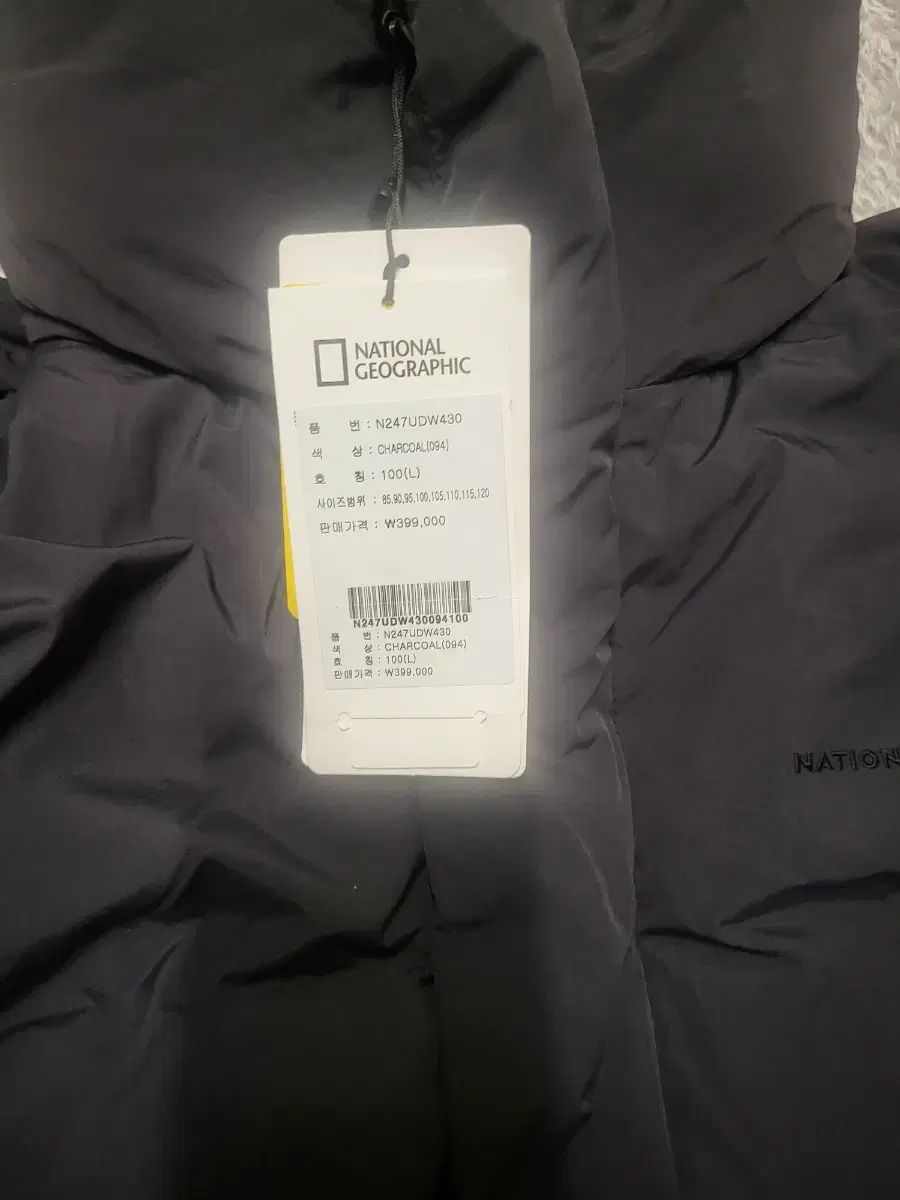 NATIONAL
GEOGRAPHIC
품 번 : N247UDW430
색 상 : CHARCOAL(094)
호 칭 : 100(L)
사이즈범위 : 85,90,95,100,105,110,115,120
판매가격 : ₩399,000
N247UDW430094100
품 번 : N247UDW430
색 상 : CHARCOAL(094)
호 칭 : 100(L)
판매가격 : ₩399,000
NATION